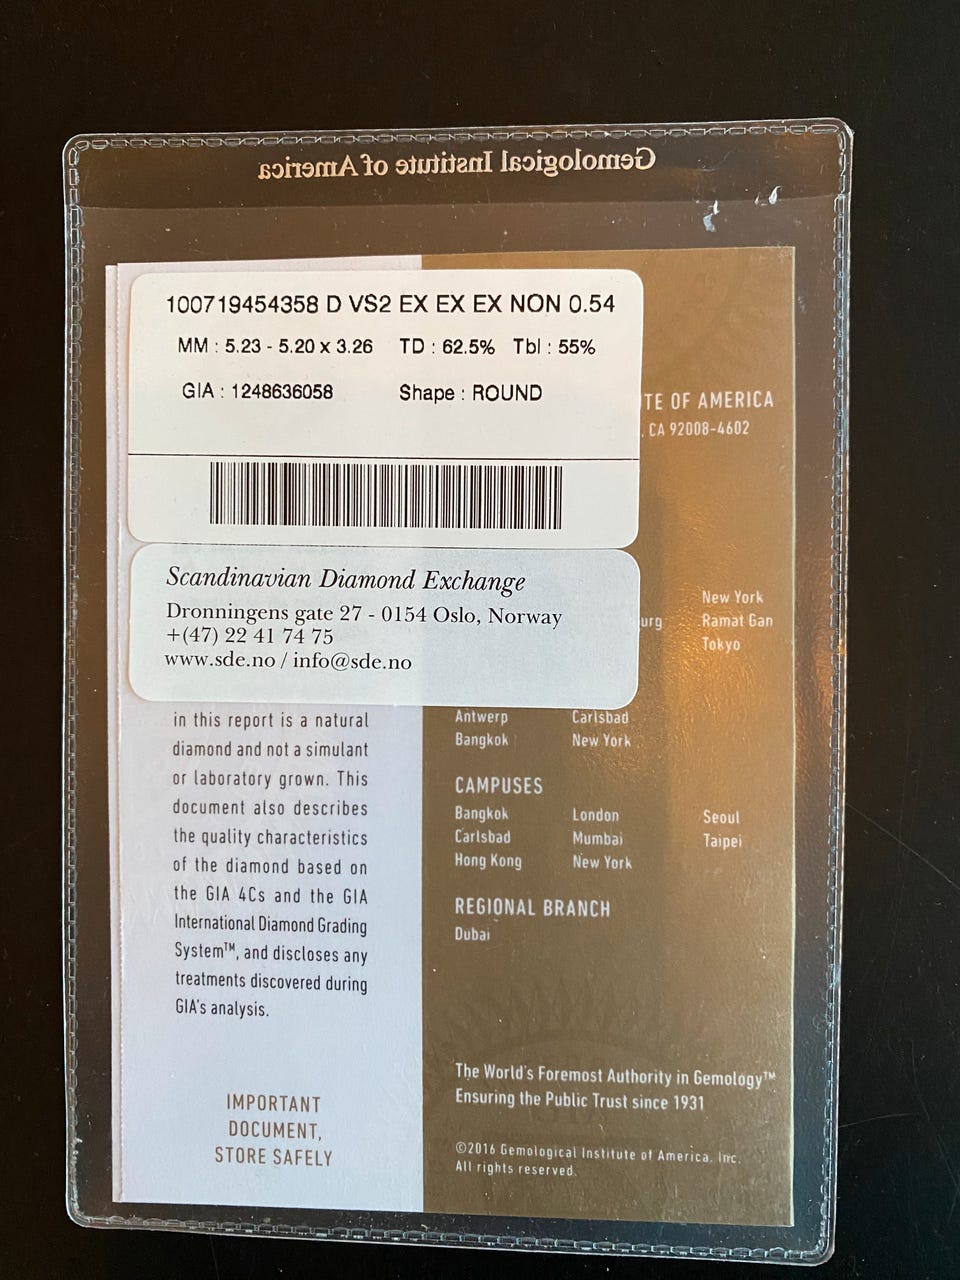 Gemological Institute of America
100719454358 D VS2 EX EX EX NON 0.54
MM : 5.23 - 5.20 x 3.26 TD : 62.5% Tbl : 55%
GIA : 1248636058 Shape : ROUND
Scandinavian Diamond Exchange
Dronningens gate 27 - 0154 Oslo, Norway
+(47) 22 41 74 75
www.sde.no / info@sde.no
in this report is a natural
diamond and not a simulant
or laboratory grown. This
document also describes
the quality characteristics
of the diamond based on
the GIA 4Cs and the GIA
International Diamond Grading
System™, and discloses any
treatments discovered during
GIA's analysis.
IMPORTANT
DOCUMENT,
STORE SAFELY
OF AMERICA
, CA 92008-4602
New York
Ramat Gan
Tokyo
Antwerp Carlsbad
Bangkok New York
CAMPUSES
Bangkok London Seoul
Carlsbad Mumbai Taipei
Hong Kong New York
REGIONAL BRANCH
Dubai
The World's Foremost Authority in Gemology™
Ensuring the Public Trust since 1931
©2016 Gemological Institute of America, Inc.
All rights reserved.